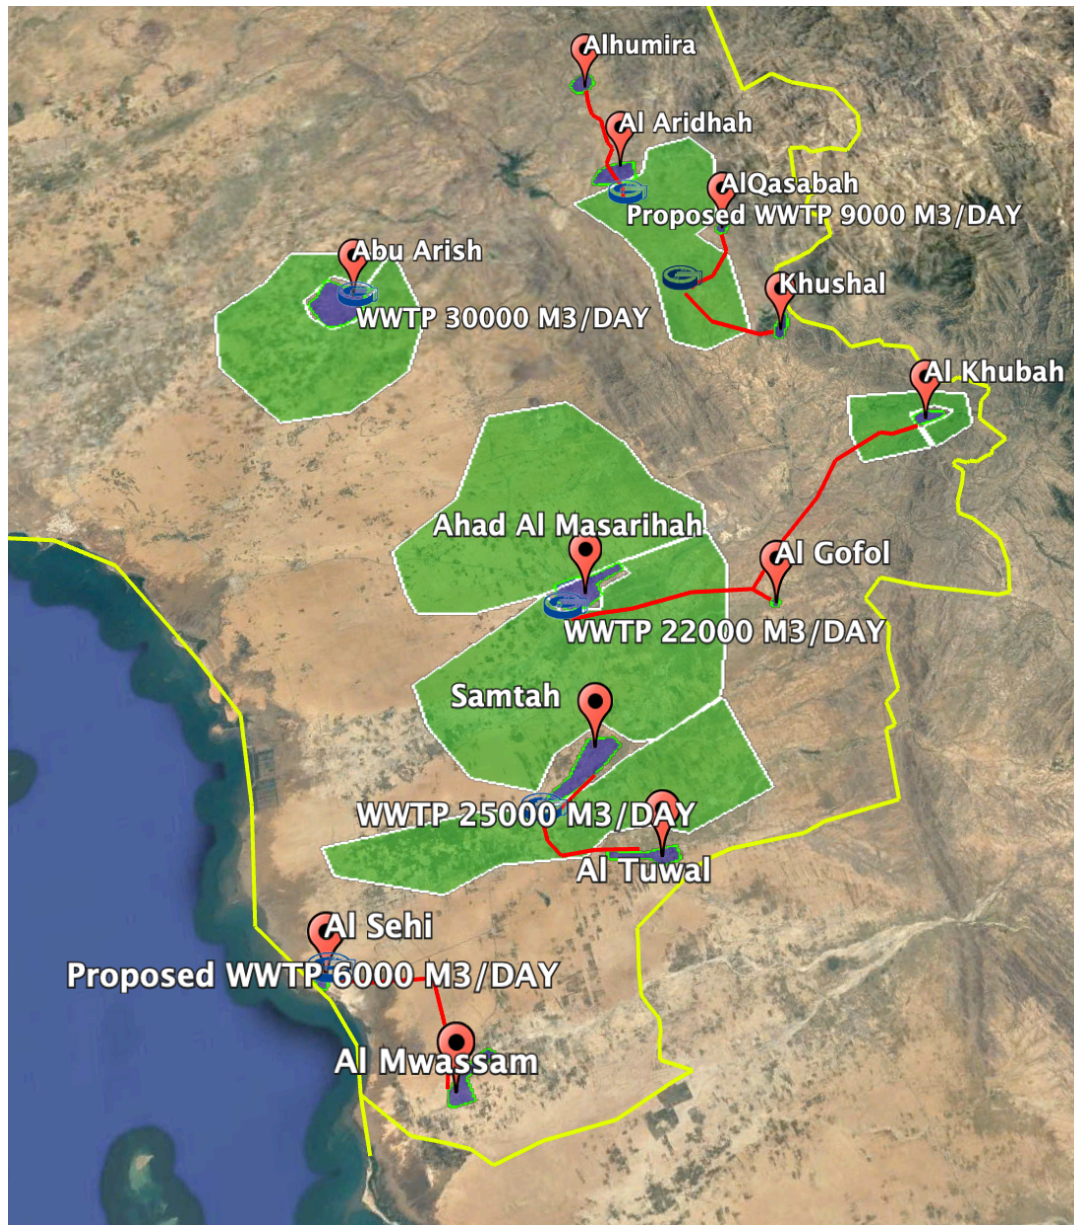 Alhumira
Al Aridhah
AlQasabah
Proposed WWTP 9000 M3/DAY
Abu Arish
Khushal
WWTP 30000 M3/DAY
Al Khubah
Ahad Al Masarihah
Al Gofol
WWTP 22000 M3/DAY
Samtah
WWTP 25000 M3/DAY
Al Tuwal
Al Sehi
Proposed WWTP 6000 M3/DAY
Al Mwassam